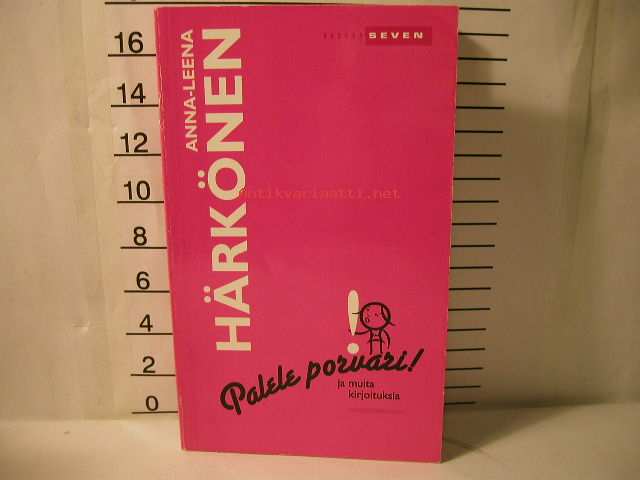 SEVEN
ANNA-LEENA
HÄRKÖNEN
antikvariaatti.net
Palele porvari!
ja muita
kirjoituksia
16
14
12
10
8
6
4
2
0